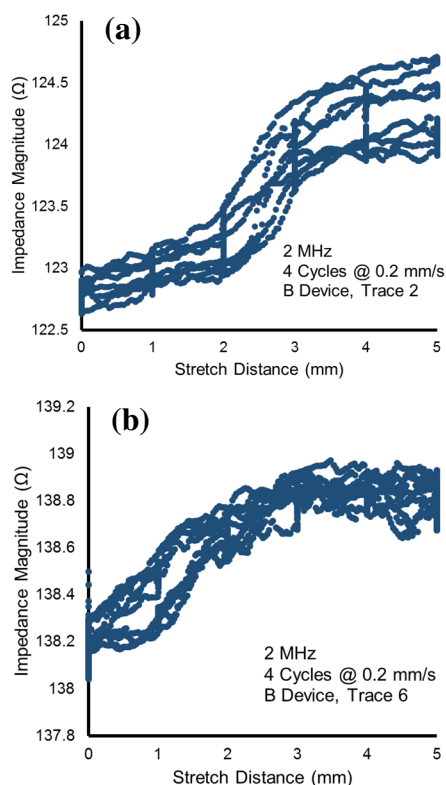 (a)
125
124.5
124
123.5
123
122.5
Impedance Magnitude (Ω)
2 MHz
4 Cycles @ 0.2 mm/s
B Device, Trace 2
0 1 2 3 4 5
Stretch Distance (mm)
(b)
139.2
139
138.8
138.6
138.4
138.2
138
137.8
Impedance Magnitude (Ω)
2 MHz
4 Cycles @ 0.2 mm/s
B Device, Trace 6
0 1 2 3 4 5
Stretch Distance (mm)